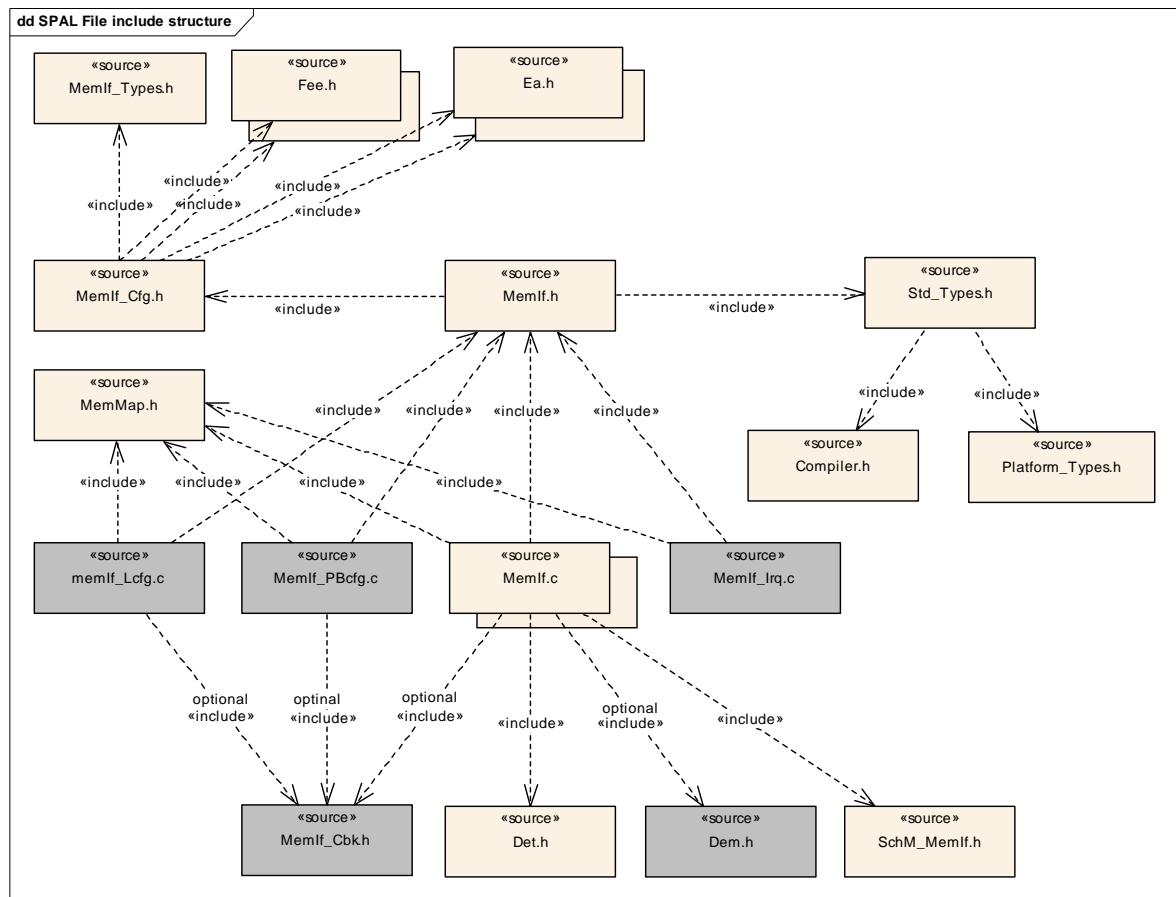 dd SPAL File include structure
«source»
MemIf_Types.h
«source»
Fee.h
«source»
Ea.h
«include»
«include»
«include»
«include»
«include»
«source»
MemIf_Cfg.h
«source»
MemIf.h
«source»
Std_Types.h
«include»
«include»
«source»
MemMap.h
«include»
«include»
«include»
«include»
«include»
«include»
«source»
Compiler.h
«source»
Platform_Types.h
«include»
«include»
«include»
«include»
«source»
memIf_Lcfg.c
«source»
MemIf_PBcfg.c
«source»
MemIf.c
«source»
MemIf_Irq.c
optional
«include»
optinal
«include»
optional
«include»
«include»
optional
«include»
«include»
«source»
MemIf_Cbk.h
«source»
Det.h
«source»
Dem.h
«source»
SchM_MemIf.h